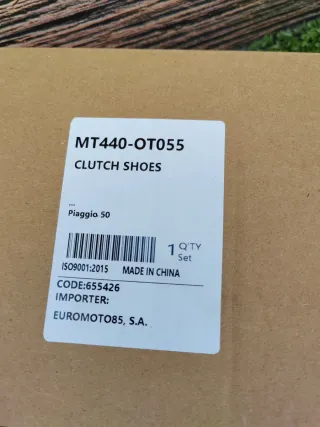 MT440-OT055
CLUTCH SHOES
...
Piaggio 50
1 Q'TY Set
ISO9001:2015 MADE IN CHINA
CODE:655426
IMPORTER:
EUROMOTO85, S.A.